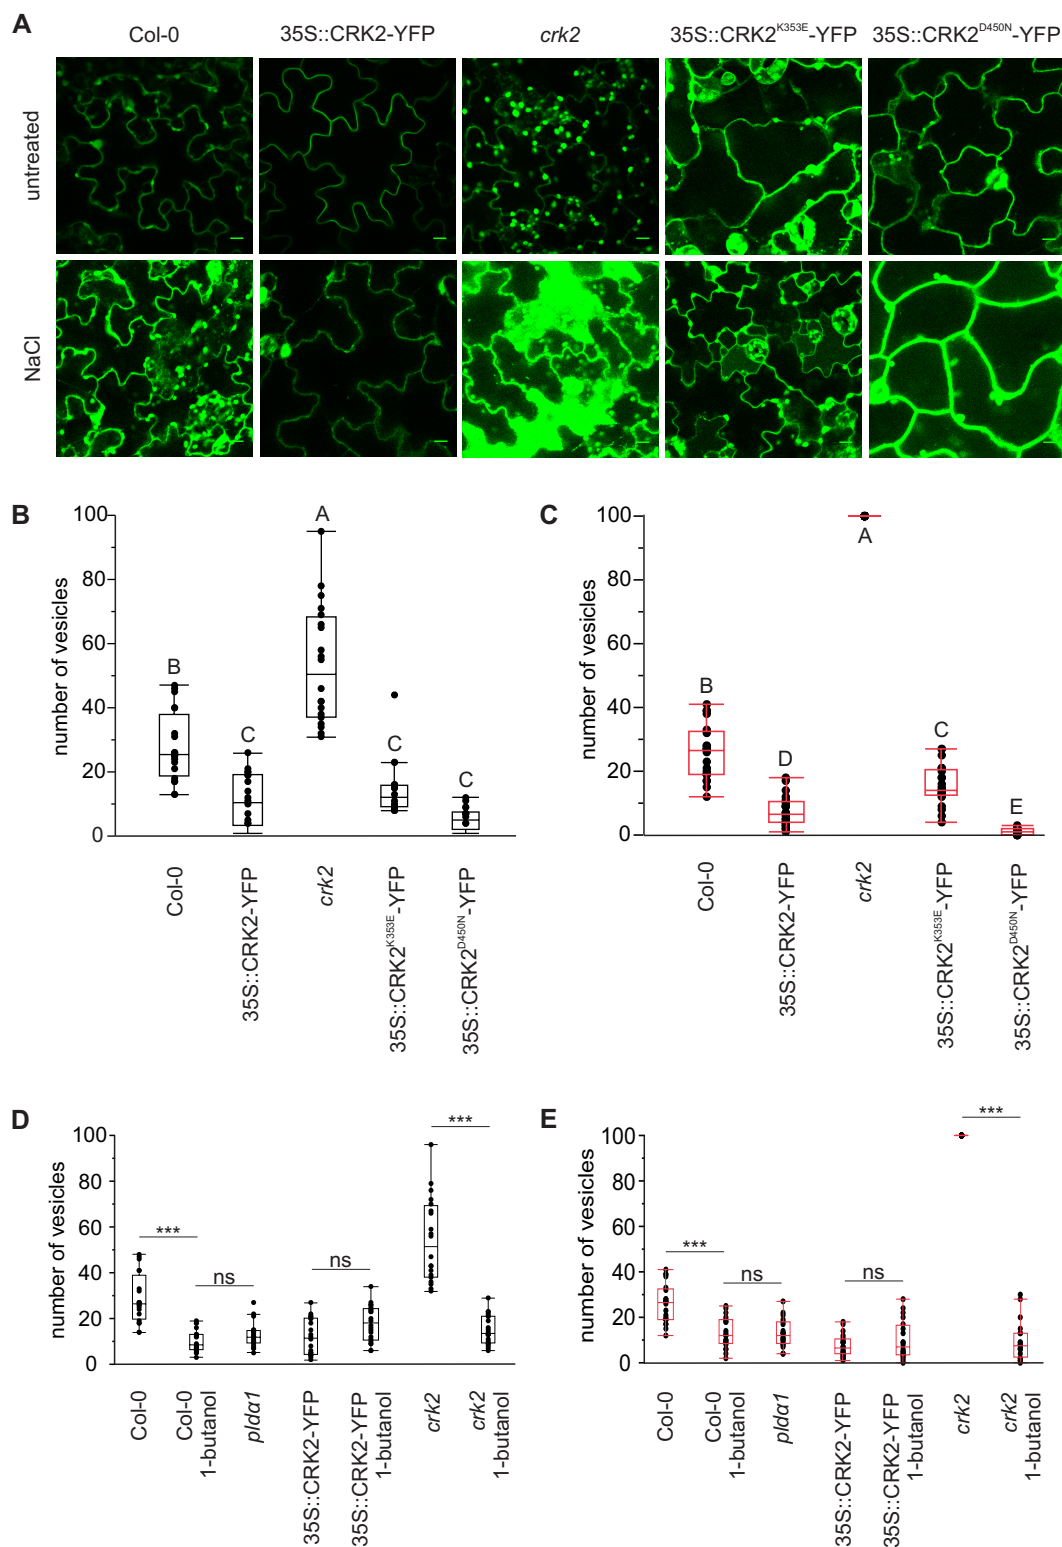 A
Col-0
35S::CRK2-YFP
crk2
35S::CRK2K353E-YFP
35S::CRK2D450N-YFP
untreated
NaCl
B
number of vesicles
100
80
60
40
20
0
B
C
A
C
C
Col-0
35S::CRK2-YFP
crk2
35S::CRK2K353E-YFP
35S::CRK2D450N-YFP
C
number of vesicles
100
80
60
40
20
0
B
D
A
C
E
Col-0
35S::CRK2-YFP
crk2
35S::CRK2K353E-YFP
35S::CRK2D450N-YFP
D
number of vesicles
100
80
60
40
20
0
***
ns
ns
***
Col-0
Col-0
1-butanol
pldα1
35S::CRK2-YFP
35S::CRK2-YFP
1-butanol
crk2
crk2
1-butanol
E
number of vesicles
100
80
60
40
20
0
***
ns
ns
***
Col-0
Col-0
1-butanol
pldα1
35S::CRK2-YFP
35S::CRK2-YFP
1-butanol
crk2
crk2
1-butanol